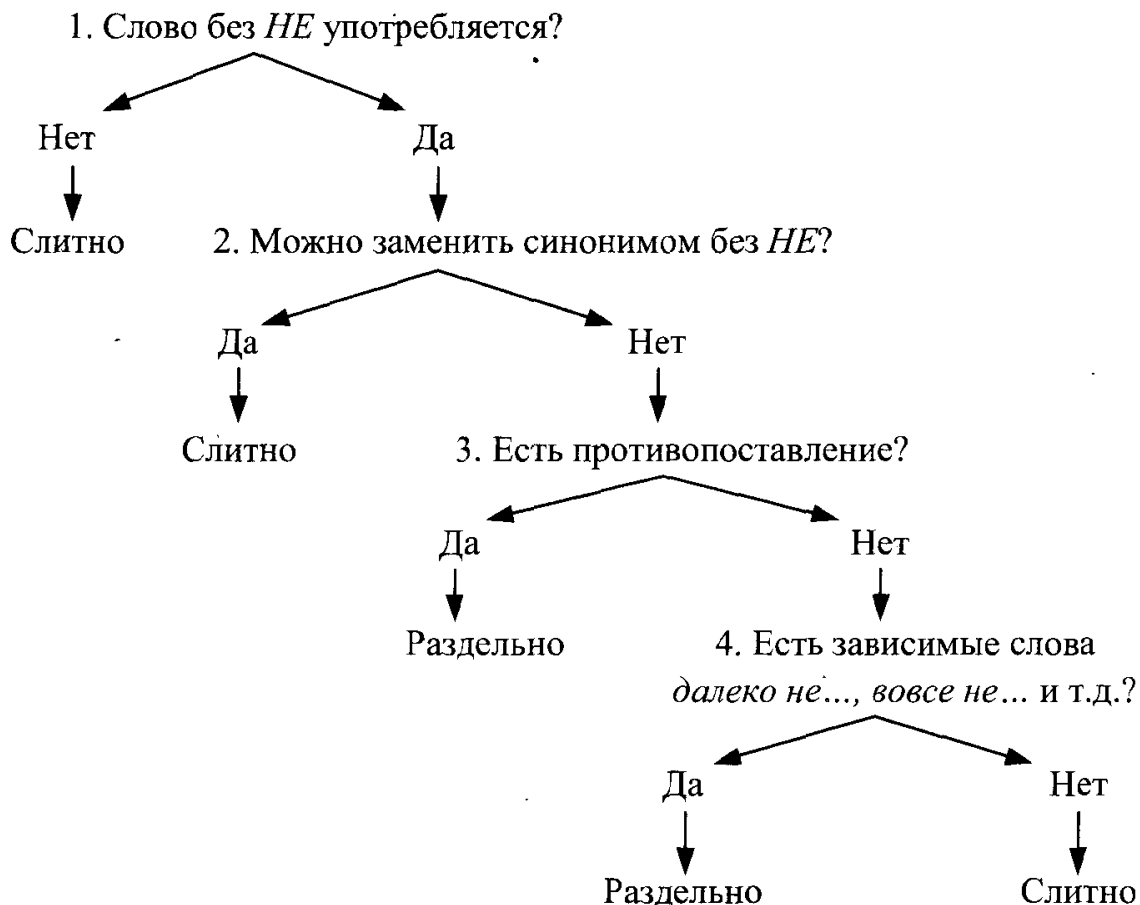 1. Слово без НЕ употребляется?
Нет Да
Слитно 2. Можно заменить синонимом без НЕ?
Да Нет
Слитно 3. Есть противопоставление?
Да Нет
Раздельно 4. Есть зависимые слова
далеко не..., вовсе не... и т.д.?
Да Нет
Раздельно Слитно